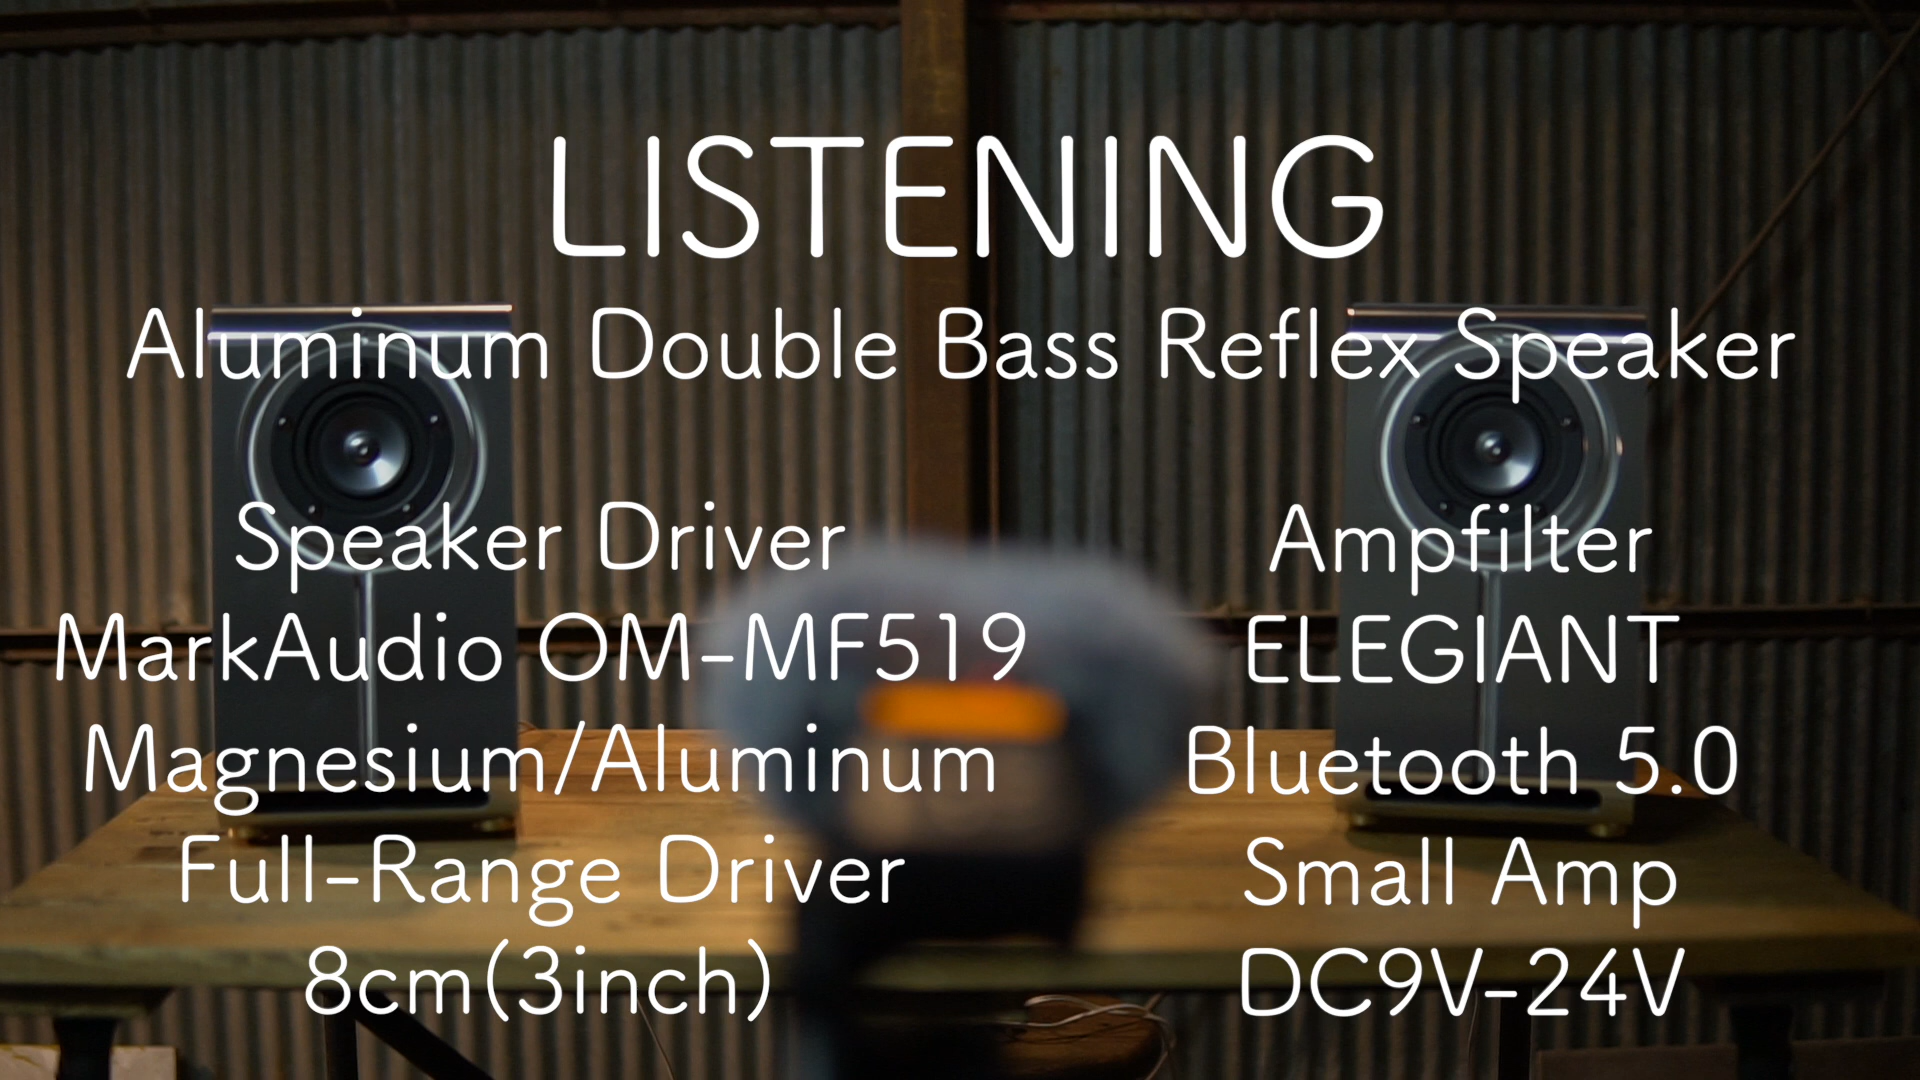 LISTENING
Aluminum Double Bass Reflex Speaker
Speaker Driver
MarkAudio OM-MF519
Magnesium/Aluminum
Full-Range Driver
8cm(3inch)
Ampfilter
ELEGIANT
Bluetooth 5.0
Small Amp
DC9V-24V